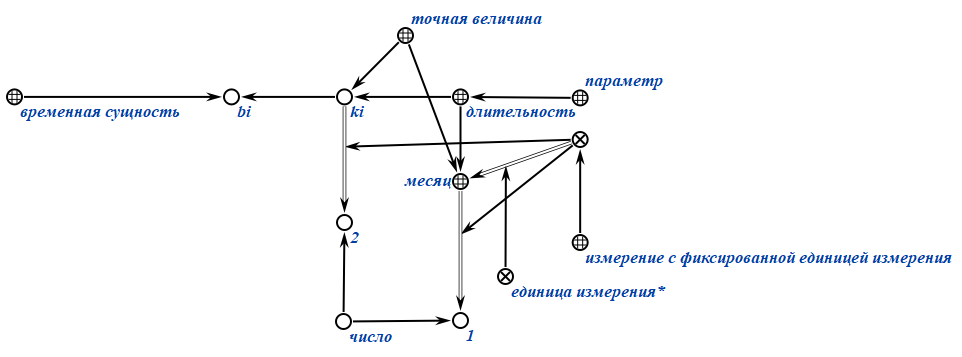 точная величина
параметр
временная сущность
bi
ki
длительность
месяц
2
измерение с фиксированной единицей измерения
единица измерения*
число
1